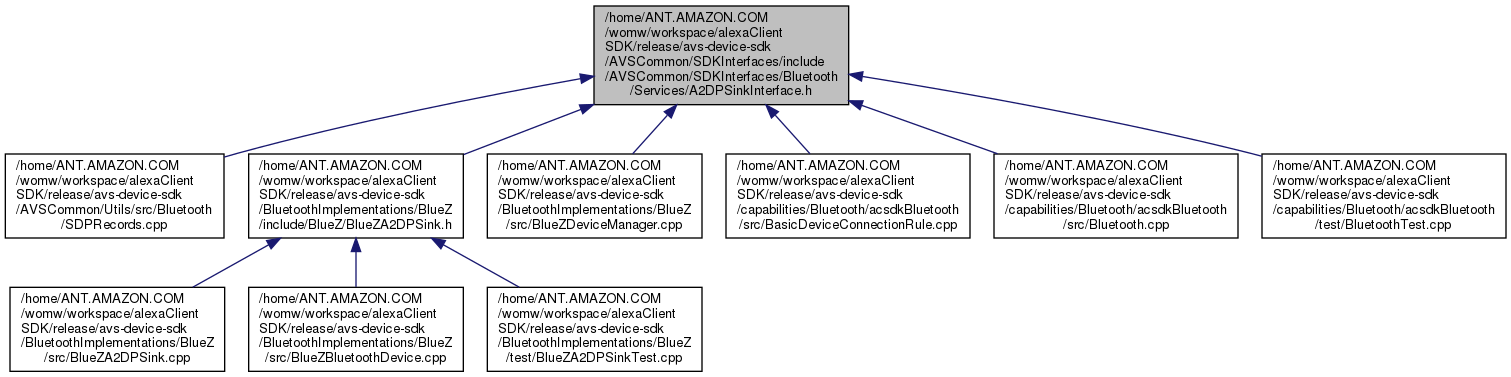 /home/ANT.AMAZON.COM
/womw/workspace/alexaClient
SDK/release/avs-device-sdk
/AVSCommon/SDKInterfaces/include
/AVSCommon/SDKInterfaces/Bluetooth
/Services/A2DPSinkInterface.h
/home/ANT.AMAZON.COM
/womw/workspace/alexaClient
SDK/release/avs-device-sdk
/AVSCommon/Utils/src/Bluetooth
/SDPRecords.cpp
/home/ANT.AMAZON.COM
/womw/workspace/alexaClient
SDK/release/avs-device-sdk
/BluetoothImplementations/BlueZ
/include/BlueZ/BlueZA2DPSink.h
/home/ANT.AMAZON.COM
/womw/workspace/alexaClient
SDK/release/avs-device-sdk
/BluetoothImplementations/BlueZ
/src/BlueZDeviceManager.cpp
/home/ANT.AMAZON.COM
/womw/workspace/alexaClient
SDK/release/avs-device-sdk
/capabilities/Bluetooth/acsdkBluetooth
/src/BasicDeviceConnectionRule.cpp
/home/ANT.AMAZON.COM
/womw/workspace/alexaClient
SDK/release/avs-device-sdk
/capabilities/Bluetooth/acsdkBluetooth
/src/Bluetooth.cpp
/home/ANT.AMAZON.COM
/womw/workspace/alexaClient
SDK/release/avs-device-sdk
/capabilities/Bluetooth/acsdkBluetooth
/test/BluetoothTest.cpp
/home/ANT.AMAZON.COM
/womw/workspace/alexaClient
SDK/release/avs-device-sdk
/BluetoothImplementations/BlueZ
/src/BlueZA2DPSink.cpp
/home/ANT.AMAZON.COM
/womw/workspace/alexaClient
SDK/release/avs-device-sdk
/BluetoothImplementations/BlueZ
/src/BlueZBluetoothDevice.cpp
/home/ANT.AMAZON.COM
/womw/workspace/alexaClient
SDK/release/avs-device-sdk
/BluetoothImplementations/BlueZ
/test/BlueZA2DPSinkTest.cpp